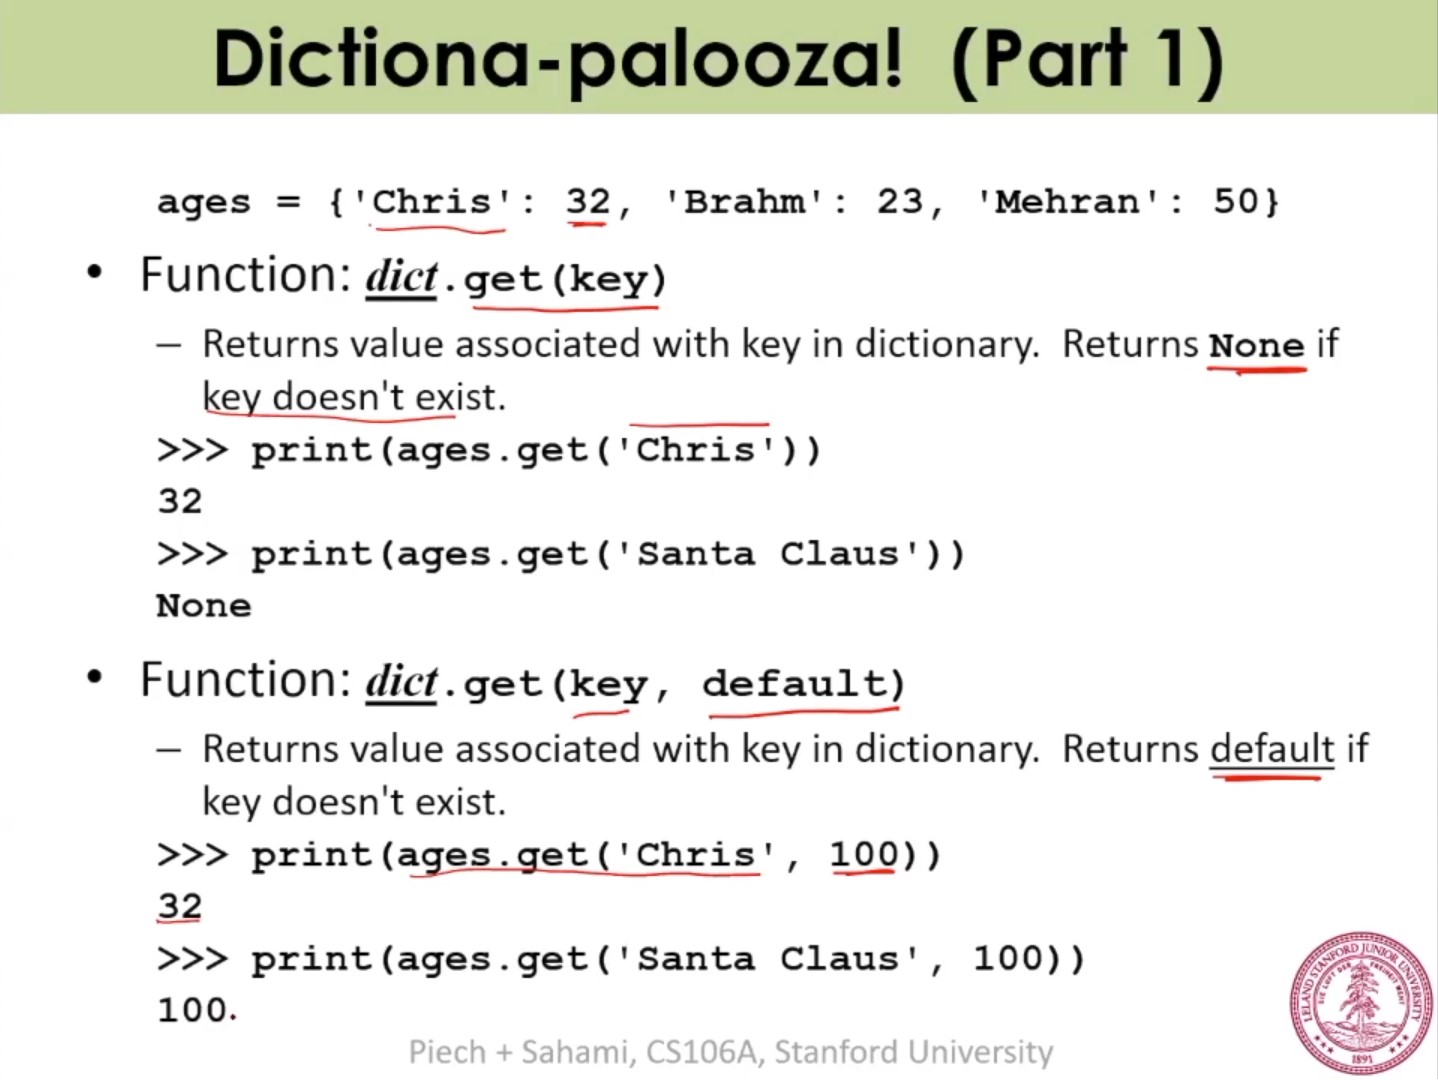 Dictiona-palooza! (Part 1)
ages = {'Chris': 32, 'Brahm': 23, 'Mehran': 50}
• Function: dict.get(key)
– Returns value associated with key in dictionary. Returns None if
key doesn't exist.
>>> print(ages.get('Chris'))
32
>>> print(ages.get('Santa Claus'))
None
• Function: dict.get(key, default)
– Returns value associated with key in dictionary. Returns default if
key doesn't exist.
>>> print(ages.get('Chris', 100))
32
>>> print(ages.get('Santa Claus', 100))
100
Piech + Sahami, CS106A, Stanford University
LELAND STANFORD JUNIOR UNIVERSITY
DIE LUFT DER FREIHEIT WEHT
1891